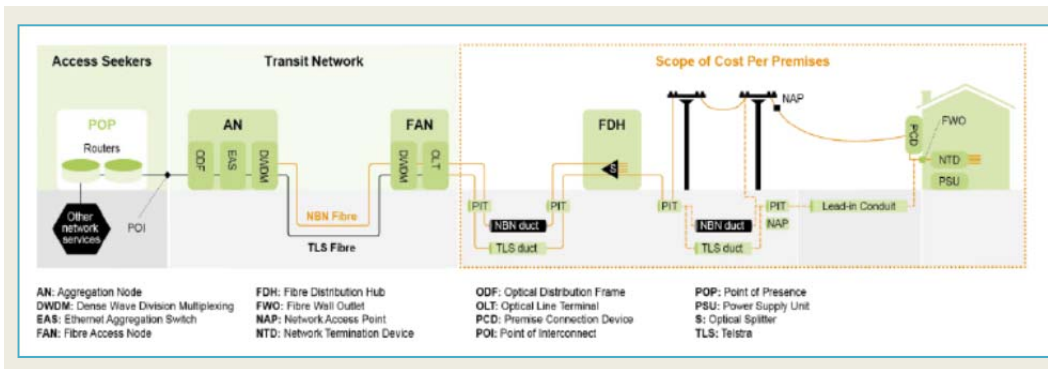 Access Seekers
Transit Network
Scope of Cost Per Premises
POP
Routers
Other
network
services
POI
AN
ODF
EAS
DWDM
NBN Fibre
TLS Fibre
FAN
DWDM
OLT
PIT
NBN duct
TLS duct
PIT
FDH
S
PIT
NBN duct
TLS duct
NAP
PIT
NAP
Lead-in Conduit
PCD
FWO
NTD
PSU
AN: Aggregation Node
DWDM: Dense Wave Division Multiplexing
EAS: Ethernet Aggregation Switch
FAN: Fibre Access Node
FDH: Fibre Distribution Hub
FWO: Fibre Wall Outlet
NAP: Network Access Point
NTD: Network Termination Device
ODF: Optical Distribution Frame
OLT: Optical Line Terminal
PCD: Premise Connection Device
POI: Point of Interconnect
POP: Point of Presence
PSU: Power Supply Unit
S: Optical Splitter
TLS: Telstra